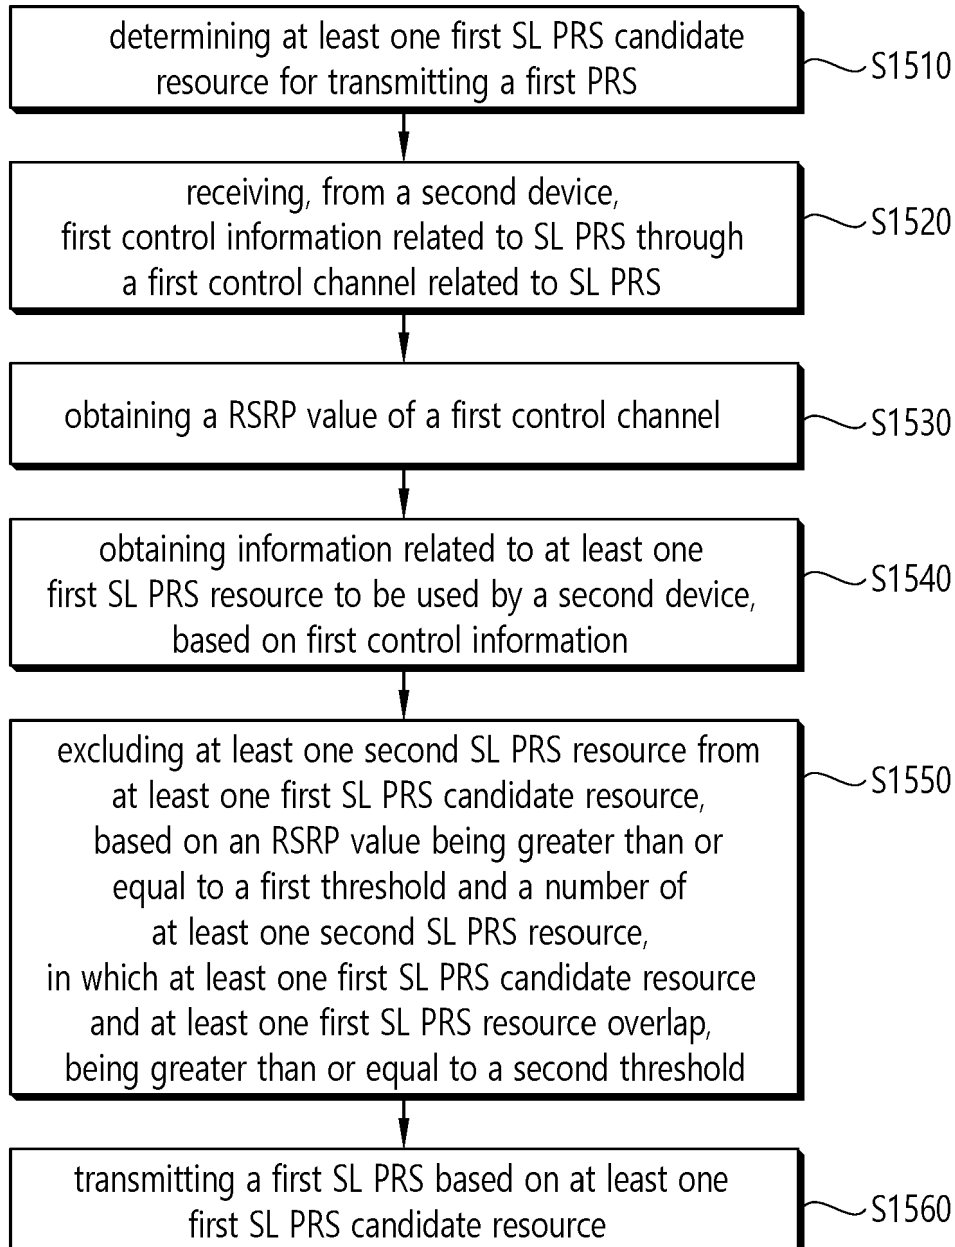 determining at least one first SL PRS candidate
resource for transmitting a first PRS
S1510
receiving, from a second device,
first control information related to SL PRS through
a first control channel related to SL PRS
S1520
obtaining a RSRP value of a first control channel
S1530
obtaining information related to at least one
first SL PRS resource to be used by a second device,
based on first control information
S1540
excluding at least one second SL PRS resource from
at least one first SL PRS candidate resource,
based on an RSRP value being greater than or
equal to a first threshold and a number of
at least one second SL PRS resource,
in which at least one first SL PRS candidate resource
and at least one first SL PRS resource overlap,
being greater than or equal to a second threshold
S1550
transmitting a first SL PRS based on at least one
first SL PRS candidate resource
S1560